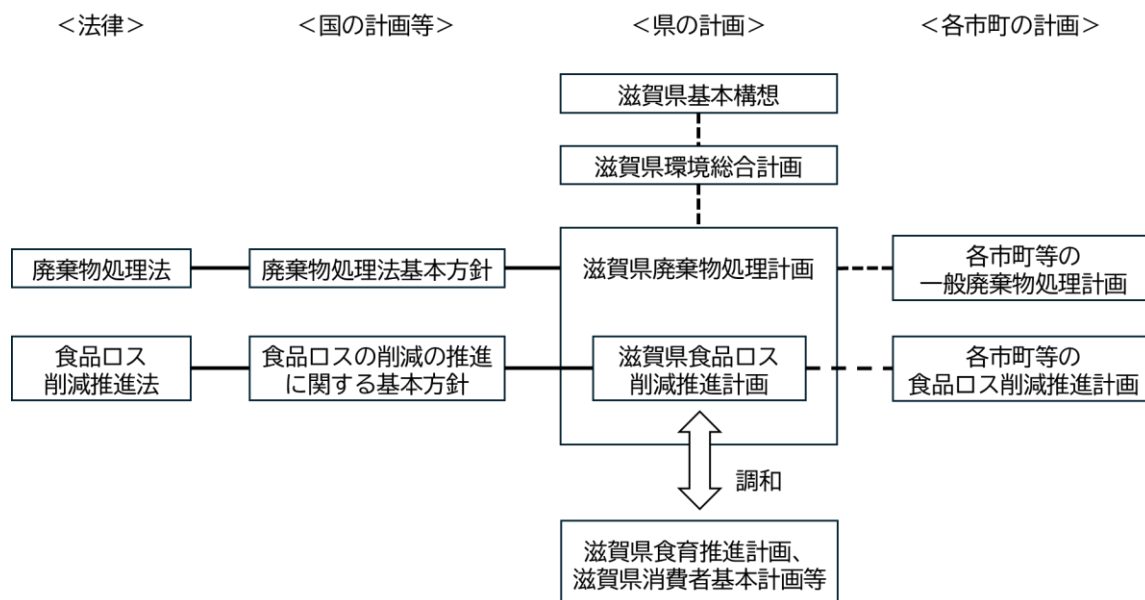 ＜法律＞
＜国の計画等＞
＜県の計画＞
＜各市町の計画＞
滋賀県基本構想
滋賀県環境総合計画
廃棄物処理法
廃棄物処理法基本方針
滋賀県廃棄物処理計画
各市町等の
一般廃棄物処理計画
食品ロス
削減推進法
食品ロスの削減の推進
に関する基本方針
滋賀県食品ロス
削減推進計画
各市町等の
食品ロス削減推進計画
調和
滋賀県食育推進計画、
滋賀県消費者基本計画等